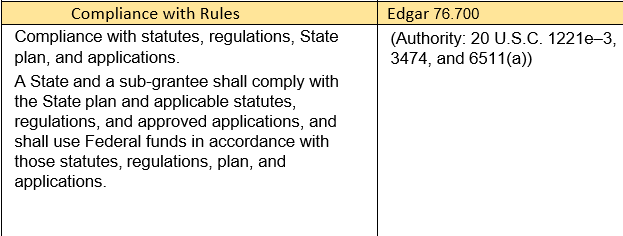 Compliance with Rules
Edgar 76.700
Compliance with statutes, regulations, State
plan, and applications.
A State and a sub-grantee shall comply with
the State plan and applicable statutes,
regulations, and approved applications, and
shall use Federal funds in accordance with
those statutes, regulations, plan, and
applications.
(Authority: 20 U.S.C. 1221e–3,
3474, and 6511(a))